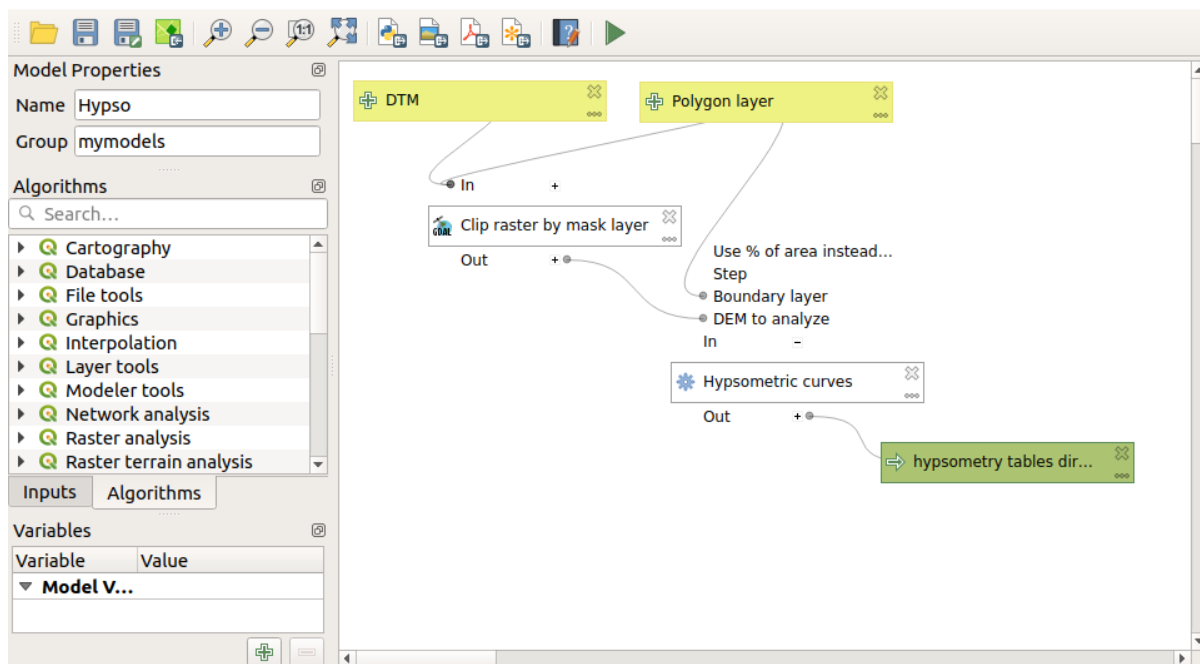 1:1
Model Properties
Name Hypso
Group mymodels
Algorithms
Search...
Cartography
Database
File tools
Graphics
Interpolation
Layer tools
Modeler tools
Network analysis
Raster analysis
Raster terrain analysis
Inputs Algorithms
Variables
Variable Value
Model V...
DTM
Polygon layer
In +
GDAL Clip raster by mask layer
Out +
Use % of area instead...
Step
Boundary layer
DEM to analyze
In −
Hypsometric curves
Out +
hypsometry tables dir...